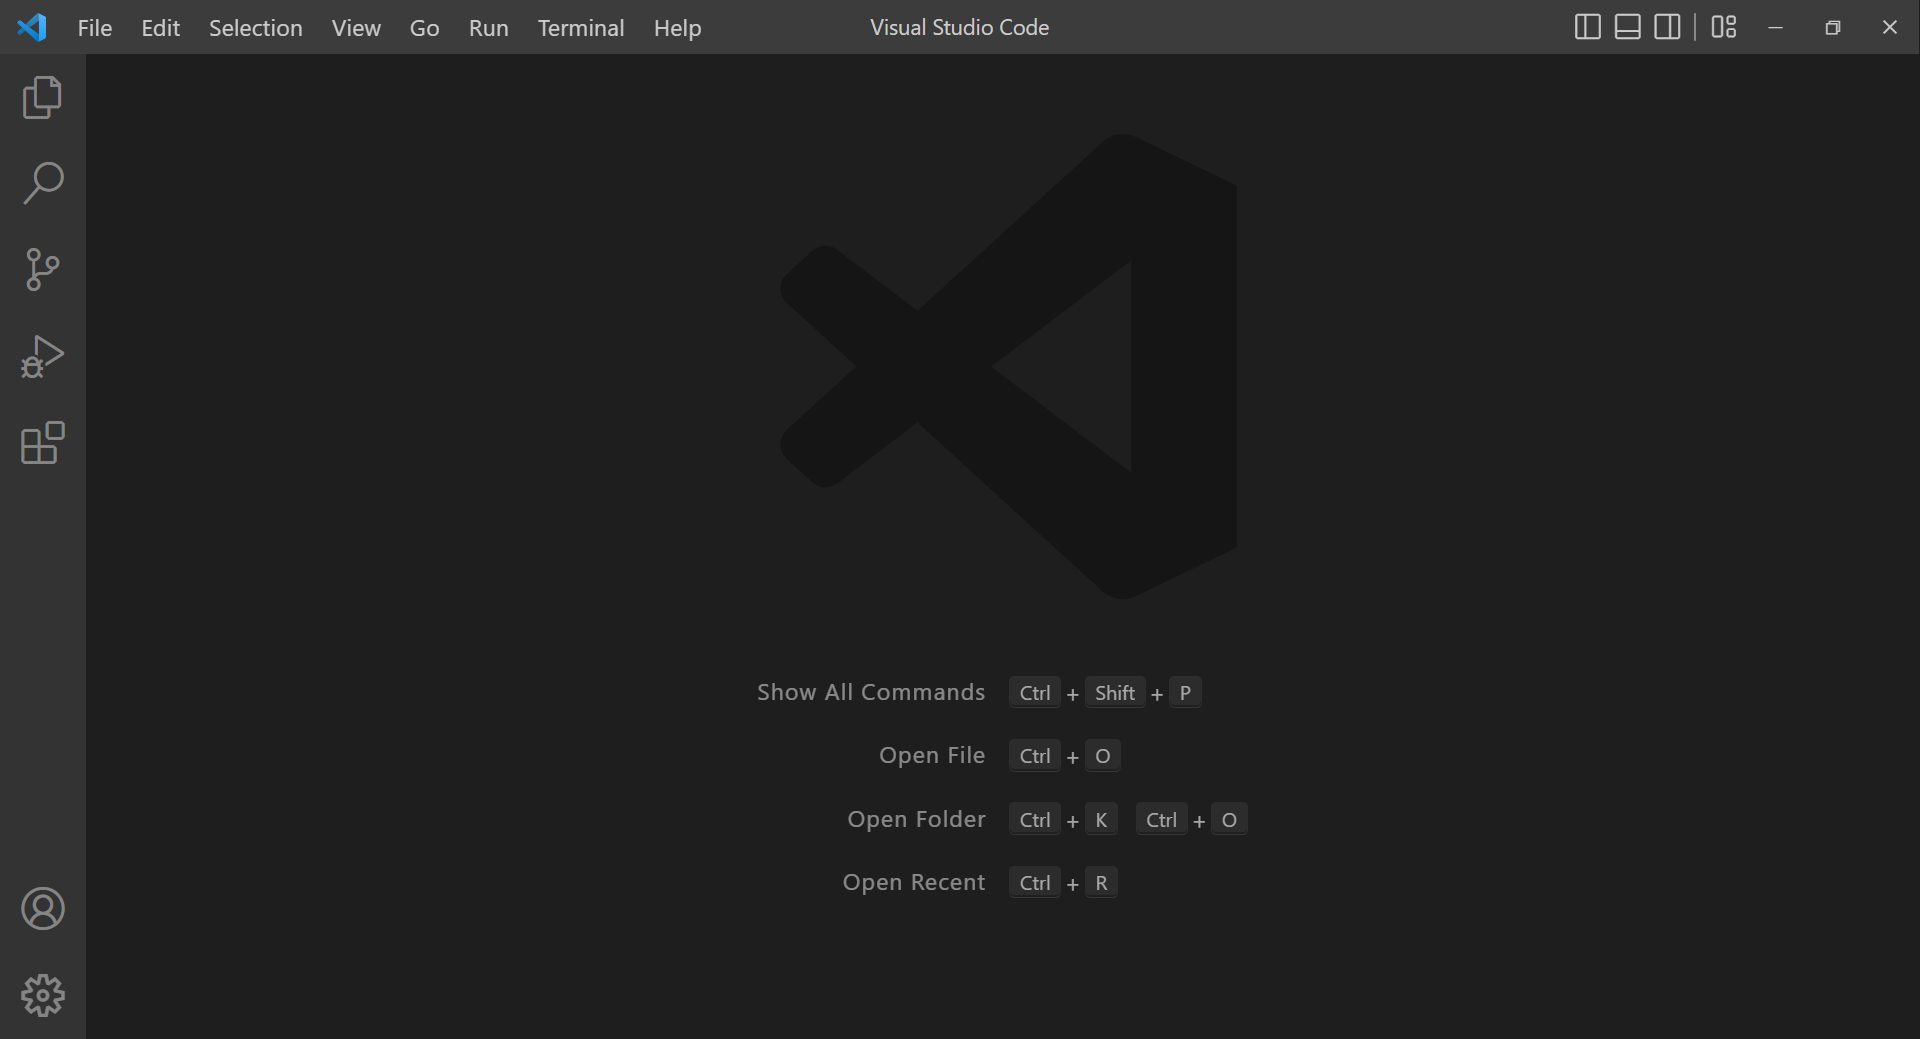 File Edit Selection View Go Run Terminal Help Visual Studio Code
Show All Commands Ctrl + Shift + P
Open File Ctrl + O
Open Folder Ctrl + K Ctrl + O
Open Recent Ctrl + R